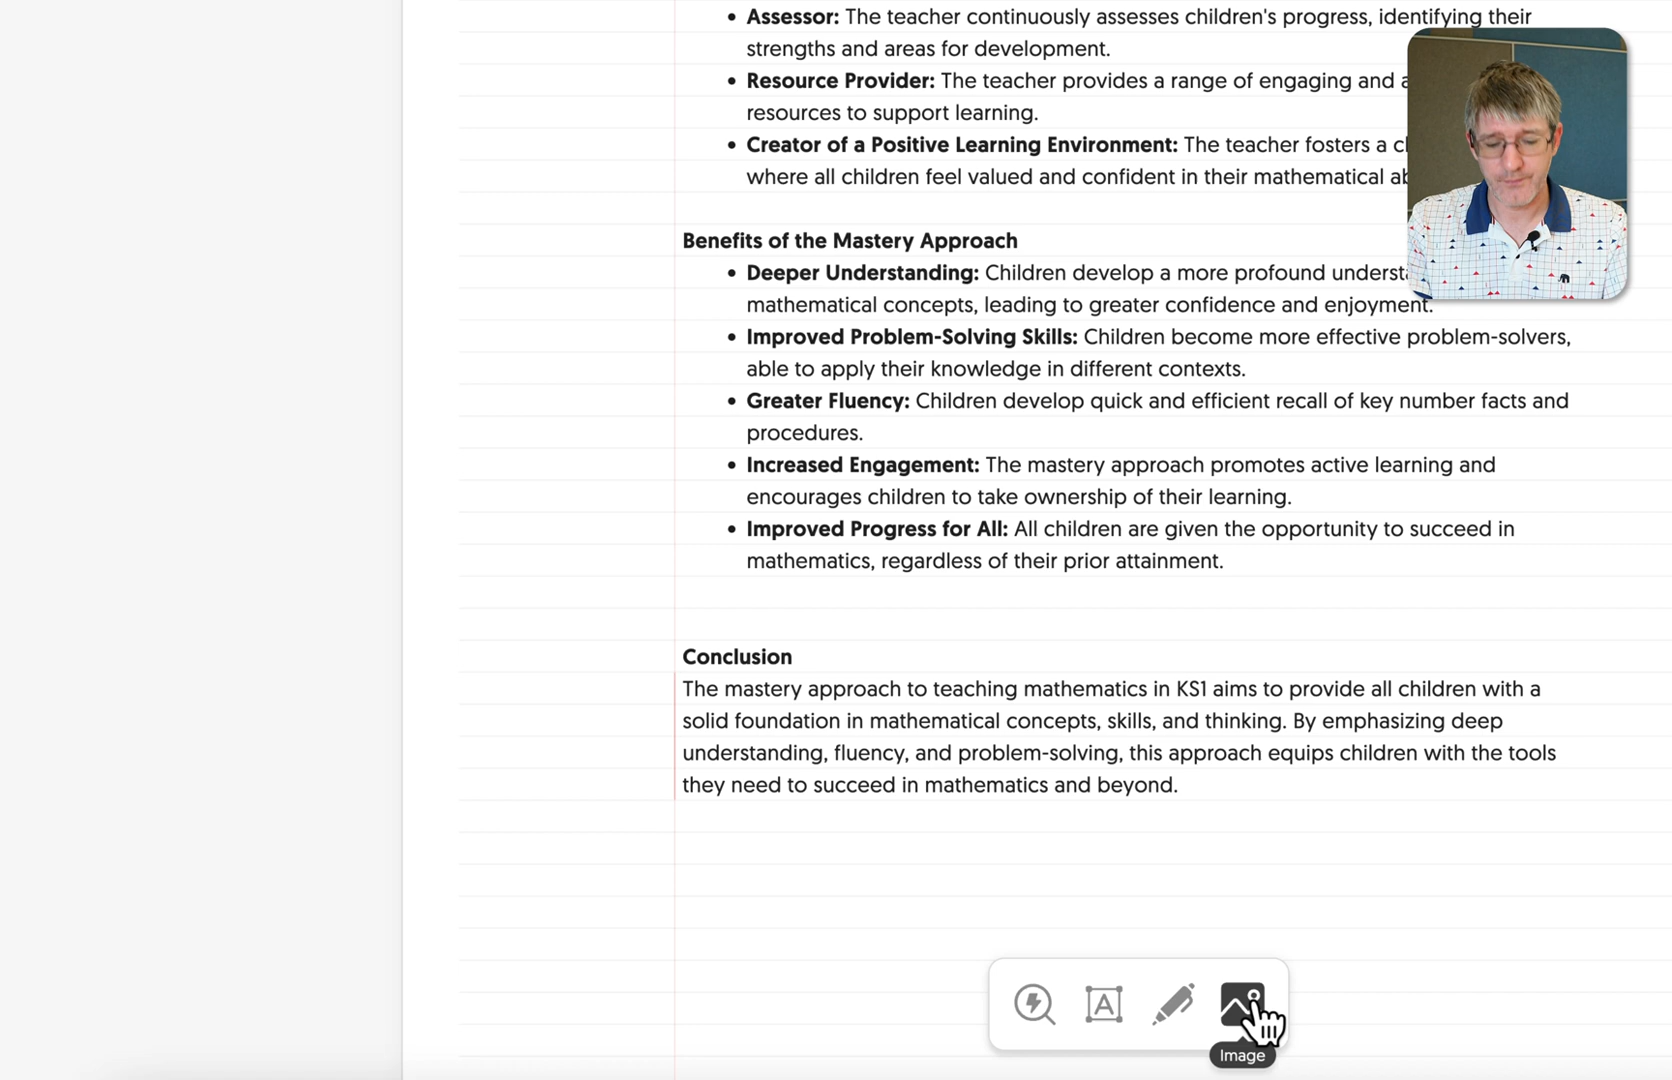 • Assessor: The teacher continuously assesses children's progress, identifying their
strengths and areas for development.
• Resource Provider: The teacher provides a range of engaging and
resources to support learning.
• Creator of a Positive Learning Environment: The teacher fosters a
where all children feel valued and confident in their mathematical
Benefits of the Mastery Approach
• Deeper Understanding: Children develop a more profound
mathematical concepts, leading to greater confidence and enjoyment.
• Improved Problem-Solving Skills: Children become more effective problem-solvers,
able to apply their knowledge in different contexts.
• Greater Fluency: Children develop quick and efficient recall of key number facts and
procedures.
• Increased Engagement: The mastery approach promotes active learning and
encourages children to take ownership of their learning.
• Improved Progress for All: All children are given the opportunity to succeed in
mathematics, regardless of their prior attainment.
Conclusion
The mastery approach to teaching mathematics in KS1 aims to provide all children with a
solid foundation in mathematical concepts, skills, and thinking. By emphasizing deep
understanding, fluency, and problem-solving, this approach equips children with the tools
they need to succeed in mathematics and beyond.
A
Image